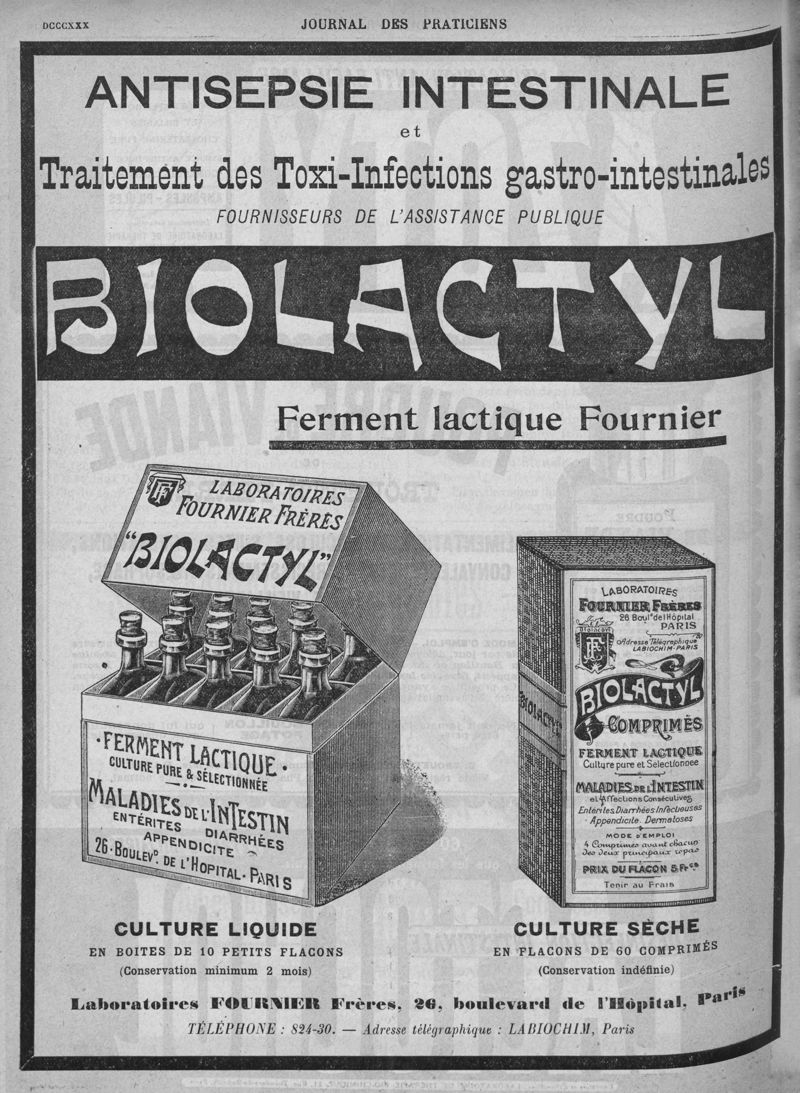 DCCCXXX
JOURNAL DES PRATICIENS
ANTISEPSIE INTESTINALE
et
Traitement des Toxi-Infections gastro-intestinales
FOURNISSEURS DE L'ASSISTANCE PUBLIQUE
BIOLACTYL
Ferment lactique Fournier
FF
LABORATOIRES
FOURNIER FRÈRES
"BIOLACTYL"
·FERMENT LACTIQUE·
CULTURE PURE & SÉLECTIONNÉE
MALADIES DE L'INTESTIN
ENTÉRITES DIARRHÉES
APPENDICITE
26·BOULEVD. DE L'HOPITAL·PARIS
BIOLACTYL
LABORATOIRES
FOURNIER FRÈRES
26 Bould de l'Hôpital
PARIS
Adresse Télégraphique
LABIOCHIM-PARIS
BIOLACTYL
COMPRIMÉS
FERMENT LACTIQUE
Culture pure et Sélectionnée
MALADIES DE L'INTESTIN
et Affections Consécutives
Entérites Diarrhées Infectieuses
Appendicite. Dermatoses
MODE D'EMPLOI
4 Comprimés avant chacun
des deux principaux repas
PRIX DU FLACON 5 Frcs
Tenir au Frais
CULTURE LIQUIDE
EN BOITES DE 10 PETITS FLACONS
(Conservation minimum 2 mois)
CULTURE SÈCHE
EN FLACONS DE 60 COMPRIMÉS
(Conservation indéfinie)
Laboratoires FOURNIER Frères, 26, boulevard de l'Hôpital, Paris
TÉLÉPHONE : 824-30. — Adresse télégraphique : LABIOCHIM, Paris